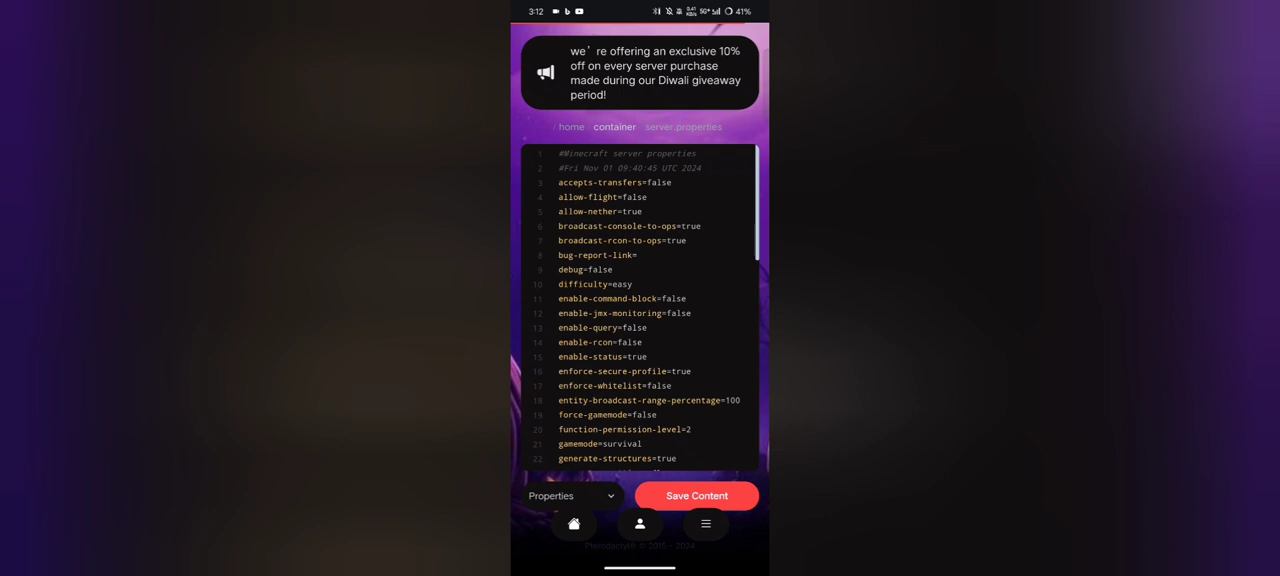 3:12
0.41
KB/s
5G+
41%
we're offering an exclusive 10%
off on every server purchase
made during our Diwali giveaway
period!
/ home container server.properties
1 #Minecraft server properties
2 #Fri Nov 01 09:40:45 UTC 2024
3 accepts-transfers=false
4 allow-flight=false
5 allow-nether=true
6 broadcast-console-to-ops=true
7 broadcast-rcon-to-ops=true
8 bug-report-link=
9 debug=false
10 difficulty=easy
11 enable-command-block=false
12 enable-jmx-monitoring=false
13 enable-query=false
14 enable-rcon=false
15 enable-status=true
16 enforce-secure-profile=true
17 enforce-whitelist=false
18 entity-broadcast-range-percentage=100
19 force-gamemode=false
20 function-permission-level=2
21 gamemode=survival
22 generate-structures=true
Properties
Save Content
Pterodactyl® © 2015 - 2024